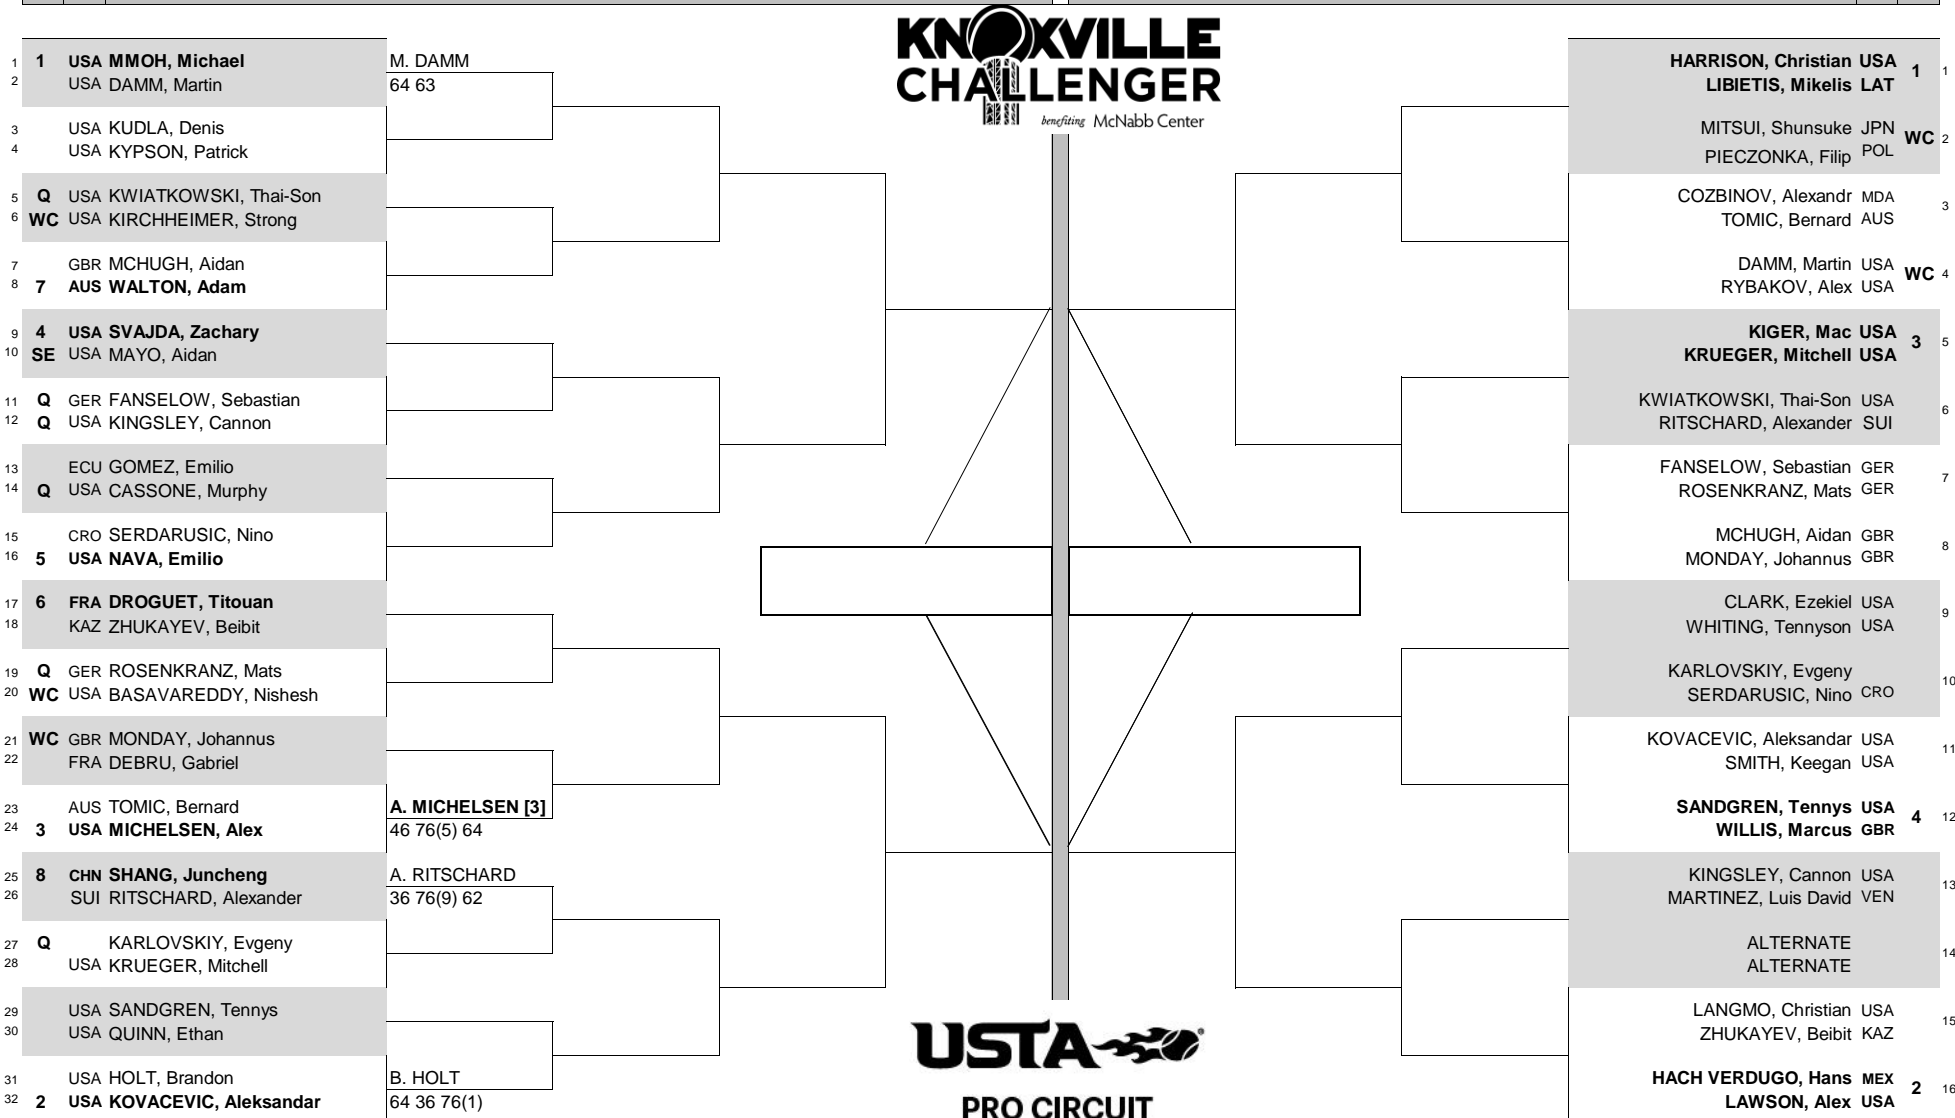 KNOXVILLE
CHALLENGER
benefiting McNabb Center
1 1 USA MMOH, Michael
2 USA DAMM, Martin
M. DAMM
64 63
3 USA KUDLA, Denis
4 USA KYPSON, Patrick
5 Q USA KWIATKOWSKI, Thai-Son
6 WC USA KIRCHHEIMER, Strong
7 GBR MCHUGH, Aidan
8 7 AUS WALTON, Adam
9 4 USA SVAJDA, Zachary
10 SE USA MAYO, Aidan
11 Q GER FANSELOW, Sebastian
12 Q USA KINGSLEY, Cannon
13 ECU GOMEZ, Emilio
14 Q USA CASSONE, Murphy
15 CRO SERDARUSIC, Nino
16 5 USA NAVA, Emilio
17 6 FRA DROGUET, Titouan
18 KAZ ZHUKAYEV, Beibit
19 Q GER ROSENKRANZ, Mats
20 WC USA BASAVAREDDY, Nishesh
21 WC GBR MONDAY, Johannus
22 FRA DEBRU, Gabriel
23 AUS TOMIC, Bernard
24 3 USA MICHELSEN, Alex
A. MICHELSEN [3]
46 76(5) 64
25 8 CHN SHANG, Juncheng
26 SUI RITSCHARD, Alexander
A. RITSCHARD
36 76(9) 62
27 Q KARLOVSKIY, Evgeny
28 USA KRUEGER, Mitchell
29 USA SANDGREN, Tennys
30 USA QUINN, Ethan
31 USA HOLT, Brandon
32 2 USA KOVACEVIC, Aleksandar
B. HOLT
64 36 76(1)
HARRISON, Christian USA
LIBIETIS, Mikelis LAT
1 1
MITSUI, Shunsuke JPN
PIECZONKA, Filip POL
WC 2
COZBINOV, Alexandr MDA
TOMIC, Bernard AUS
3
DAMM, Martin USA
RYBAKOV, Alex USA
WC 4
KIGER, Mac USA
KRUEGER, Mitchell USA
3 5
KWIATKOWSKI, Thai-Son USA
RITSCHARD, Alexander SUI
6
FANSELOW, Sebastian GER
ROSENKRANZ, Mats GER
7
MCHUGH, Aidan GBR
MONDAY, Johannus GBR
8
CLARK, Ezekiel USA
WHITING, Tennyson USA
9
KARLOVSKIY, Evgeny
SERDARUSIC, Nino CRO
10
KOVACEVIC, Aleksandar USA
SMITH, Keegan USA
11
SANDGREN, Tennys USA
WILLIS, Marcus GBR
4 12
KINGSLEY, Cannon USA
MARTINEZ, Luis David VEN
13
ALTERNATE
ALTERNATE
14
LANGMO, Christian USA
ZHUKAYEV, Beibit KAZ
15
HACH VERDUGO, Hans MEX
LAWSON, Alex USA
2 16
USTA
PRO CIRCUIT